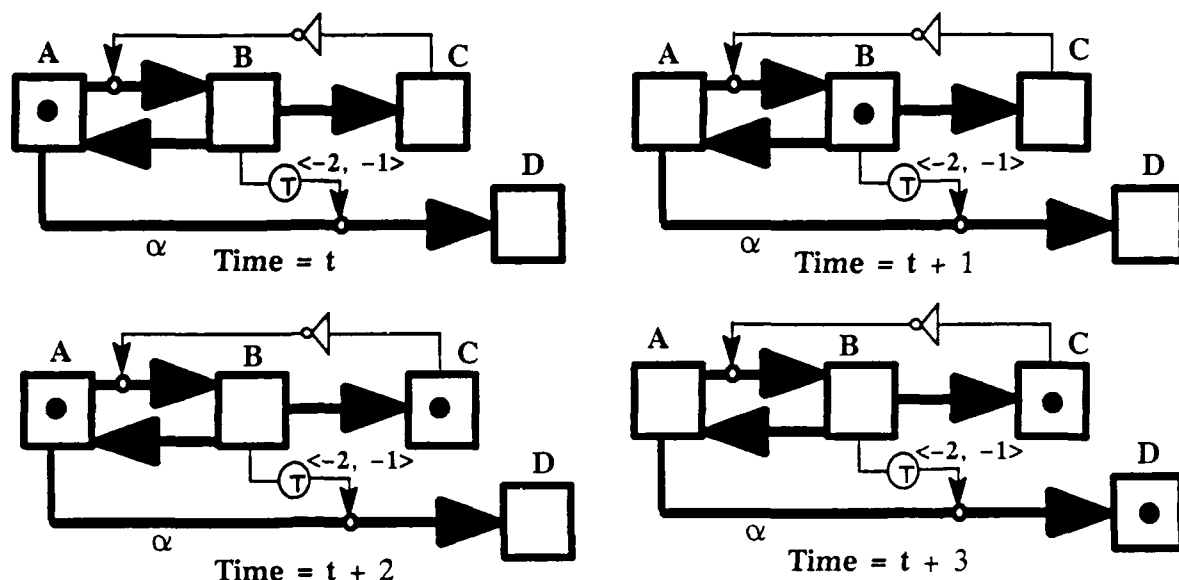 A
B
C
T
<-2, -1>
D
α
Time = t
A
B
C
T
<-2, -1>
D
α
Time = t + 1
A
B
C
T
<-2, -1>
D
α
Time = t + 2
A
B
C
T
<-2, -1>
D
α
Time = t + 3